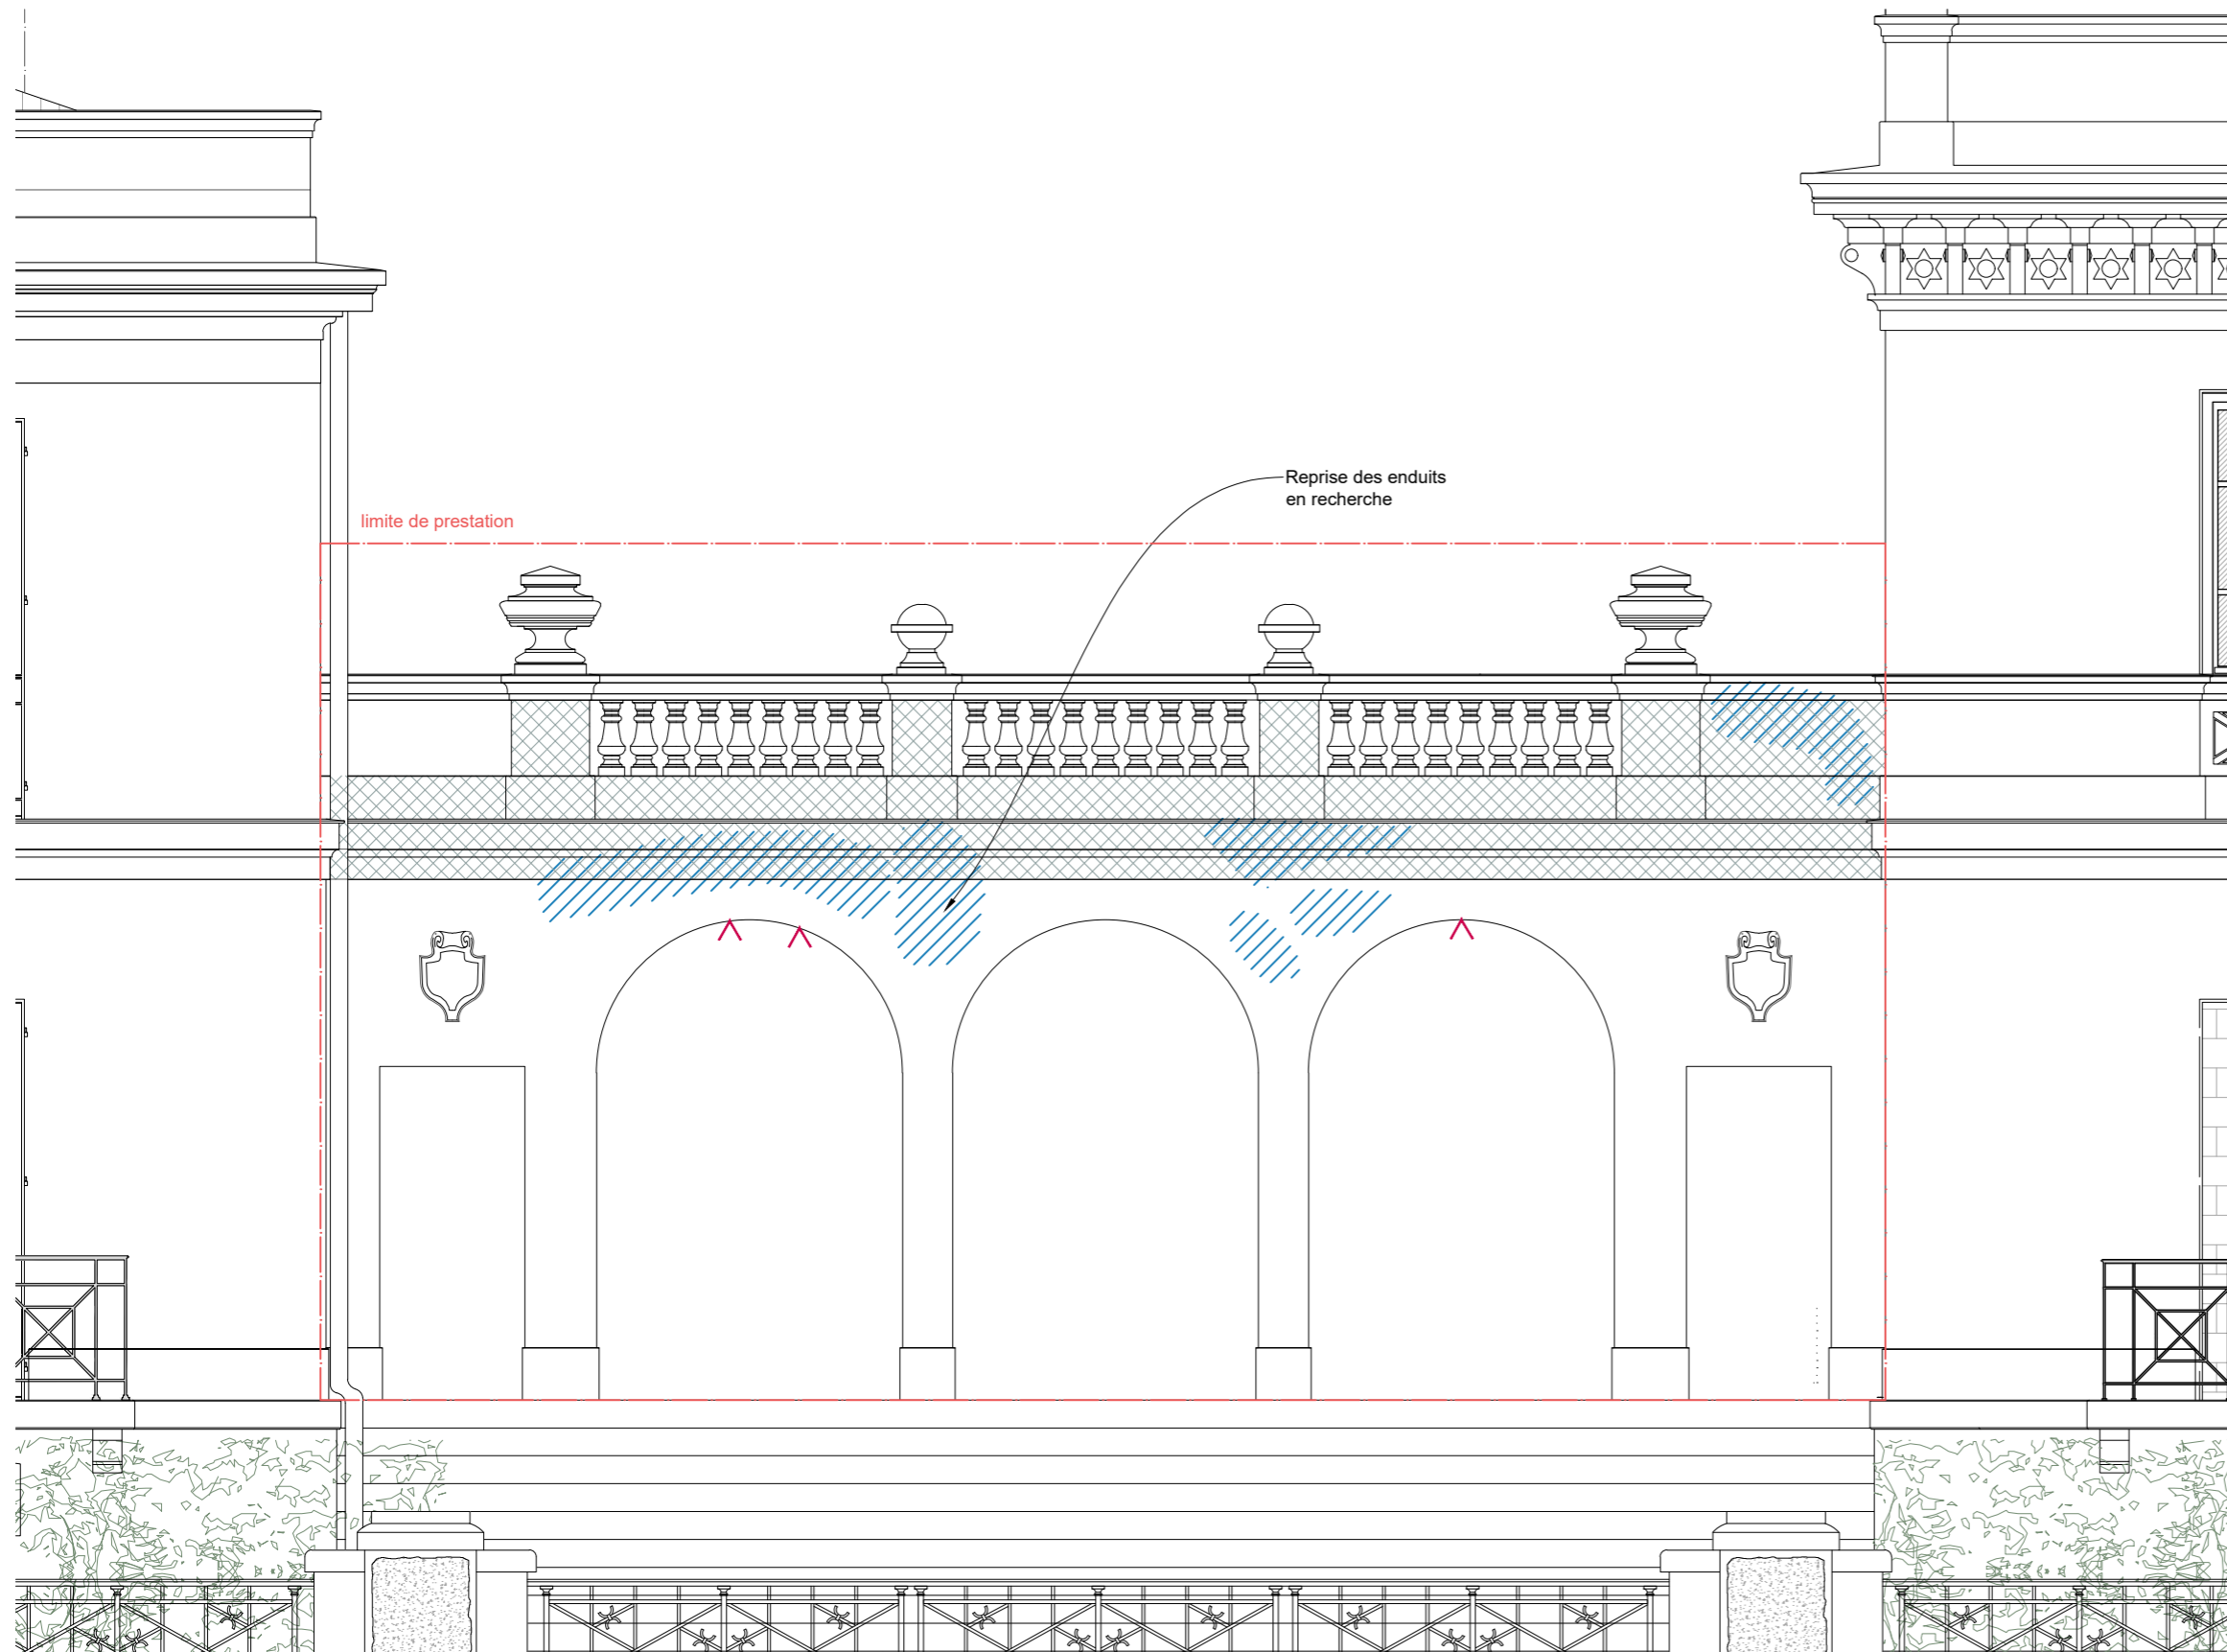 Reprise des enduits
en recherche
limite de prestation